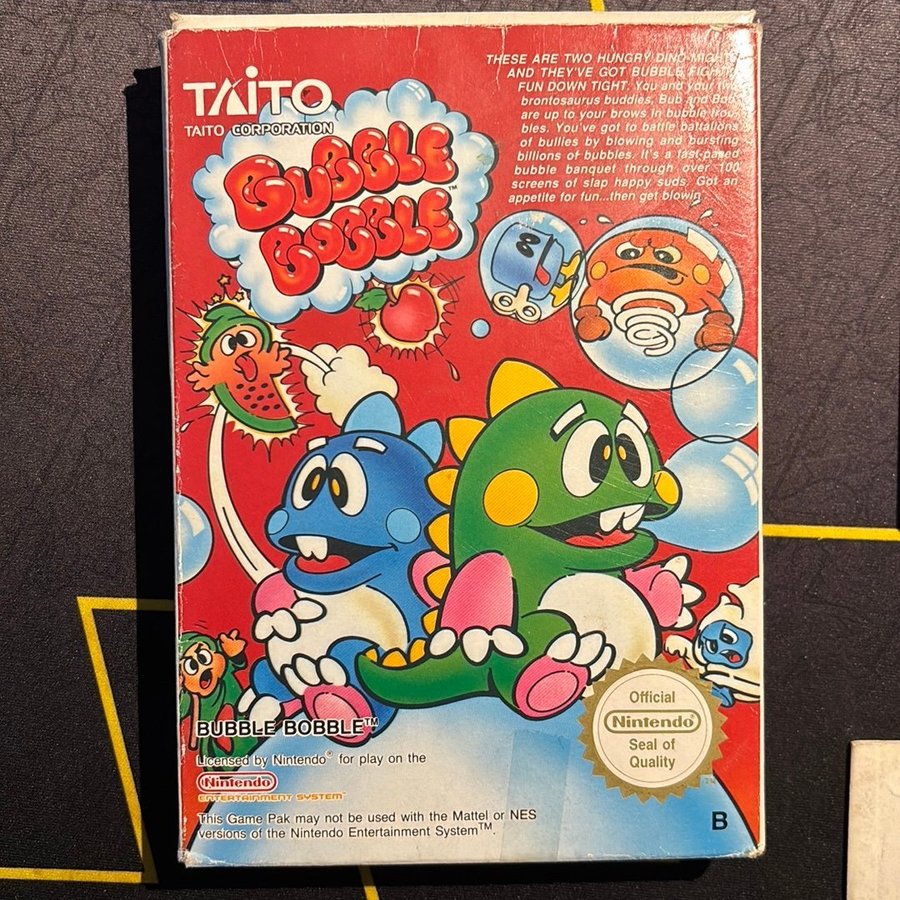 TAITO
TAITO CORPORATION
BUBBLE
BOBBLE™
THESE ARE TWO HUNGRY DINO-MIGHTS
AND THEY'VE GOT BUBBLE FIGHTIN'
FUN DOWN TIGHT. You and your two
brontosaurus buddies, Bub and Bob
are up to your brows in bubble trou-
bles. You've got to battle battalions
of bullies by blowing and bursting
billions of bubbles. It's a fast-paced
bubble banquet through over 100
screens of slap happy suds. Got an
appetite for fun...then get blowin
BUBBLE BOBBLE™
Licensed by Nintendo® for play on the
Nintendo®
ENTERTAINMENT SYSTEM™
This Game Pak may not be used with the Mattel or NES
versions of the Nintendo Entertainment System™.
Official
Nintendo®
Seal of
Quality
B